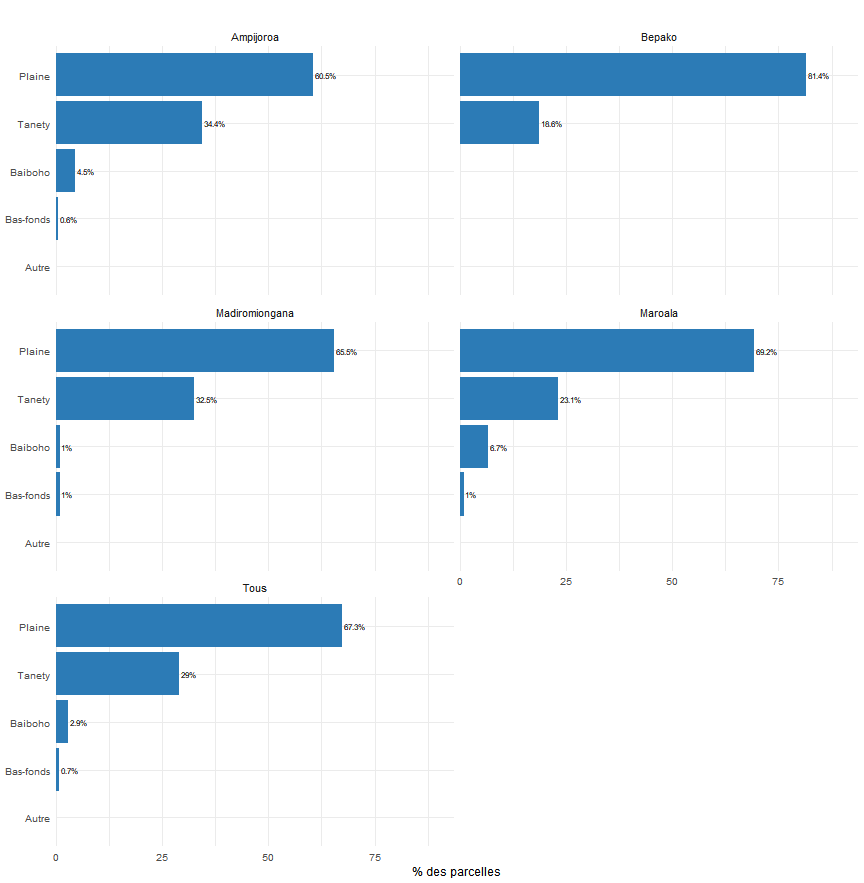 Ampijoroa
Bepako
Plaine
60.5%
81.4%
Tanety
34.4%
18.6%
Baiboho
4.5%
Bas-fonds
0.6%
Autre
Madiromiongana
Maroala
Plaine
65.5%
69.2%
Tanety
32.5%
23.1%
Baiboho
1%
6.7%
Bas-fonds
1%
1%
Autre
0 25 50 75
Tous
Plaine
67.3%
Tanety
29%
Baiboho
2.9%
Bas-fonds
0.7%
Autre
0 25 50 75
% des parcelles